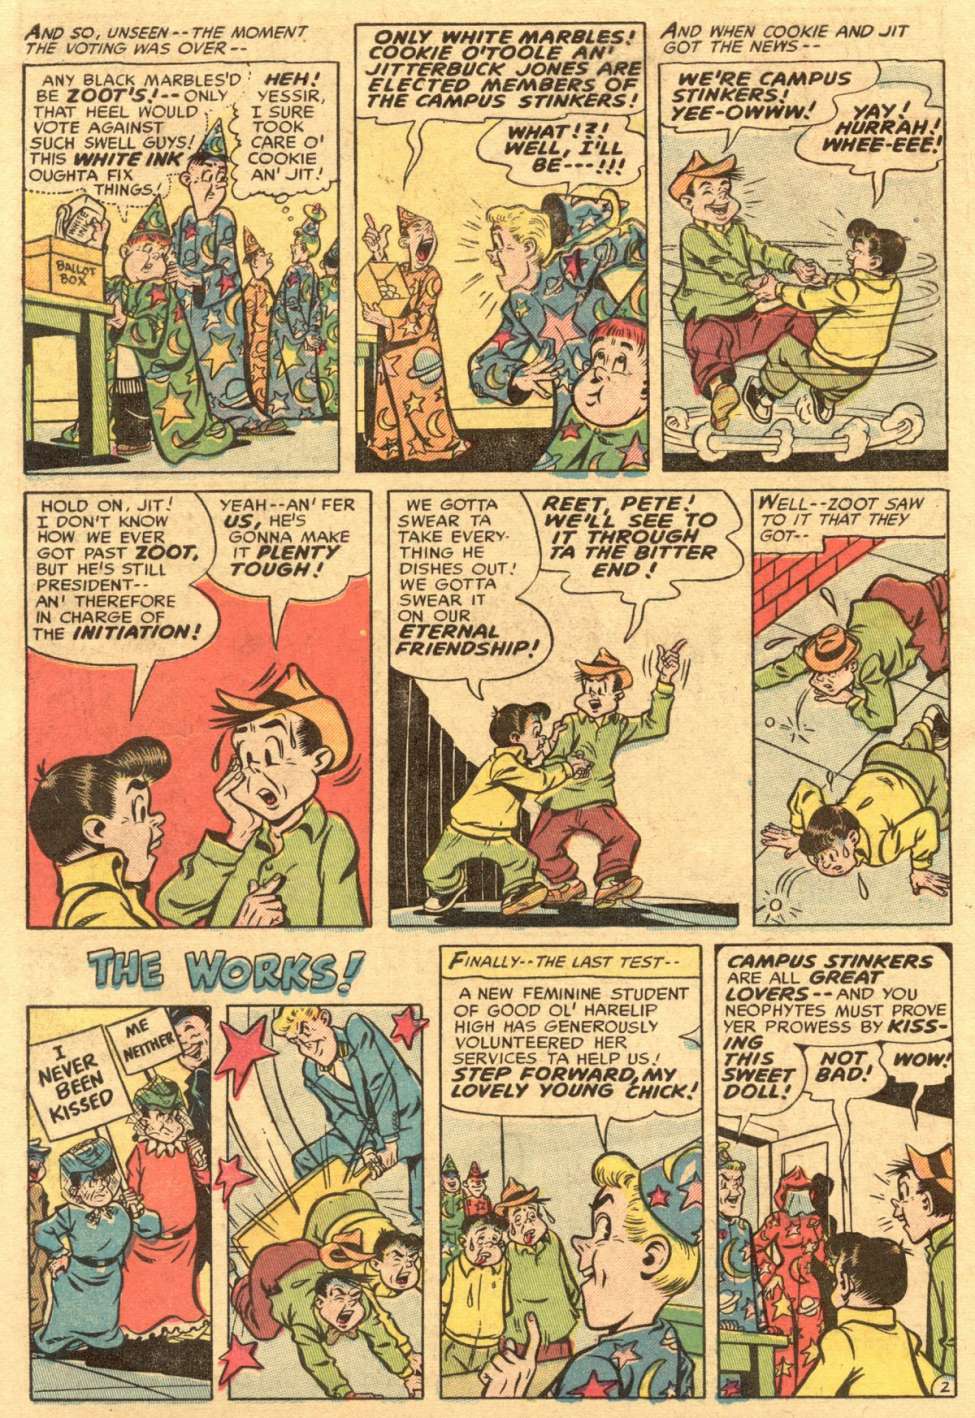 AND SO, UNSEEN--THE MOMENT
THE VOTING WAS OVER--
ANY BLACK MARBLES'D
BE ZOOT'S!--ONLY
THAT HEEL WOULD
VOTE AGAINST
SUCH SWELL GUYS!
THIS WHITE INK
OUGHTA FIX
THINGS!
HEH!
YESSIR,
I SURE
TOOK
CARE O'
COOKIE
AN' JIT!
WHITE
INK
BALLOT
BOX
ONLY WHITE MARBLES!
COOKIE O'TOOLE AN'
JITTERBUCK JONES ARE
ELECTED MEMBERS OF
THE CAMPUS STINKERS!
WHAT!?!
WELL, I'LL
BE---!!!
AND WHEN COOKIE AND JIT
GOT THE NEWS--
WE'RE CAMPUS
STINKERS!
YEE-OWWW!
YAY!
HURRAH!
WHEE-EEE!
HOLD ON, JIT!
I DON'T KNOW
HOW WE EVER
GOT PAST ZOOT,
BUT HE'S STILL
PRESIDENT--
AN' THEREFORE
IN CHARGE OF
THE INITIATION!
YEAH--AN' FER
US, HE'S
GONNA MAKE
IT PLENTY
TOUGH!
WE GOTTA
SWEAR TA
TAKE EVERY-
THING HE
DISHES OUT!
WE GOTTA
SWEAR IT
ON OUR
ETERNAL
FRIENDSHIP!
REET, PETE!
WE'LL SEE TO
IT THROUGH
TA THE BITTER
END!
WELL--ZOOT SAW
TO IT THAT THEY
GOT--
THE WORKS!
I
NEVER
BEEN
KISSED
ME
NEITHER
FINALLY--THE LAST TEST--
A NEW FEMININE STUDENT
OF GOOD OL' HARELIP
HIGH HAS GENEROUSLY
VOLUNTEERED HER
SERVICES TA HELP US!
STEP FORWARD, MY
LOVELY YOUNG CHICK!
CAMPUS STINKERS
ARE ALL GREAT
LOVERS--AND YOU
NEOPHYTES MUST PROVE
YER PROWESS BY KISS-
ING
THIS
SWEET
DOLL!
NOT
BAD!
WOW!
2